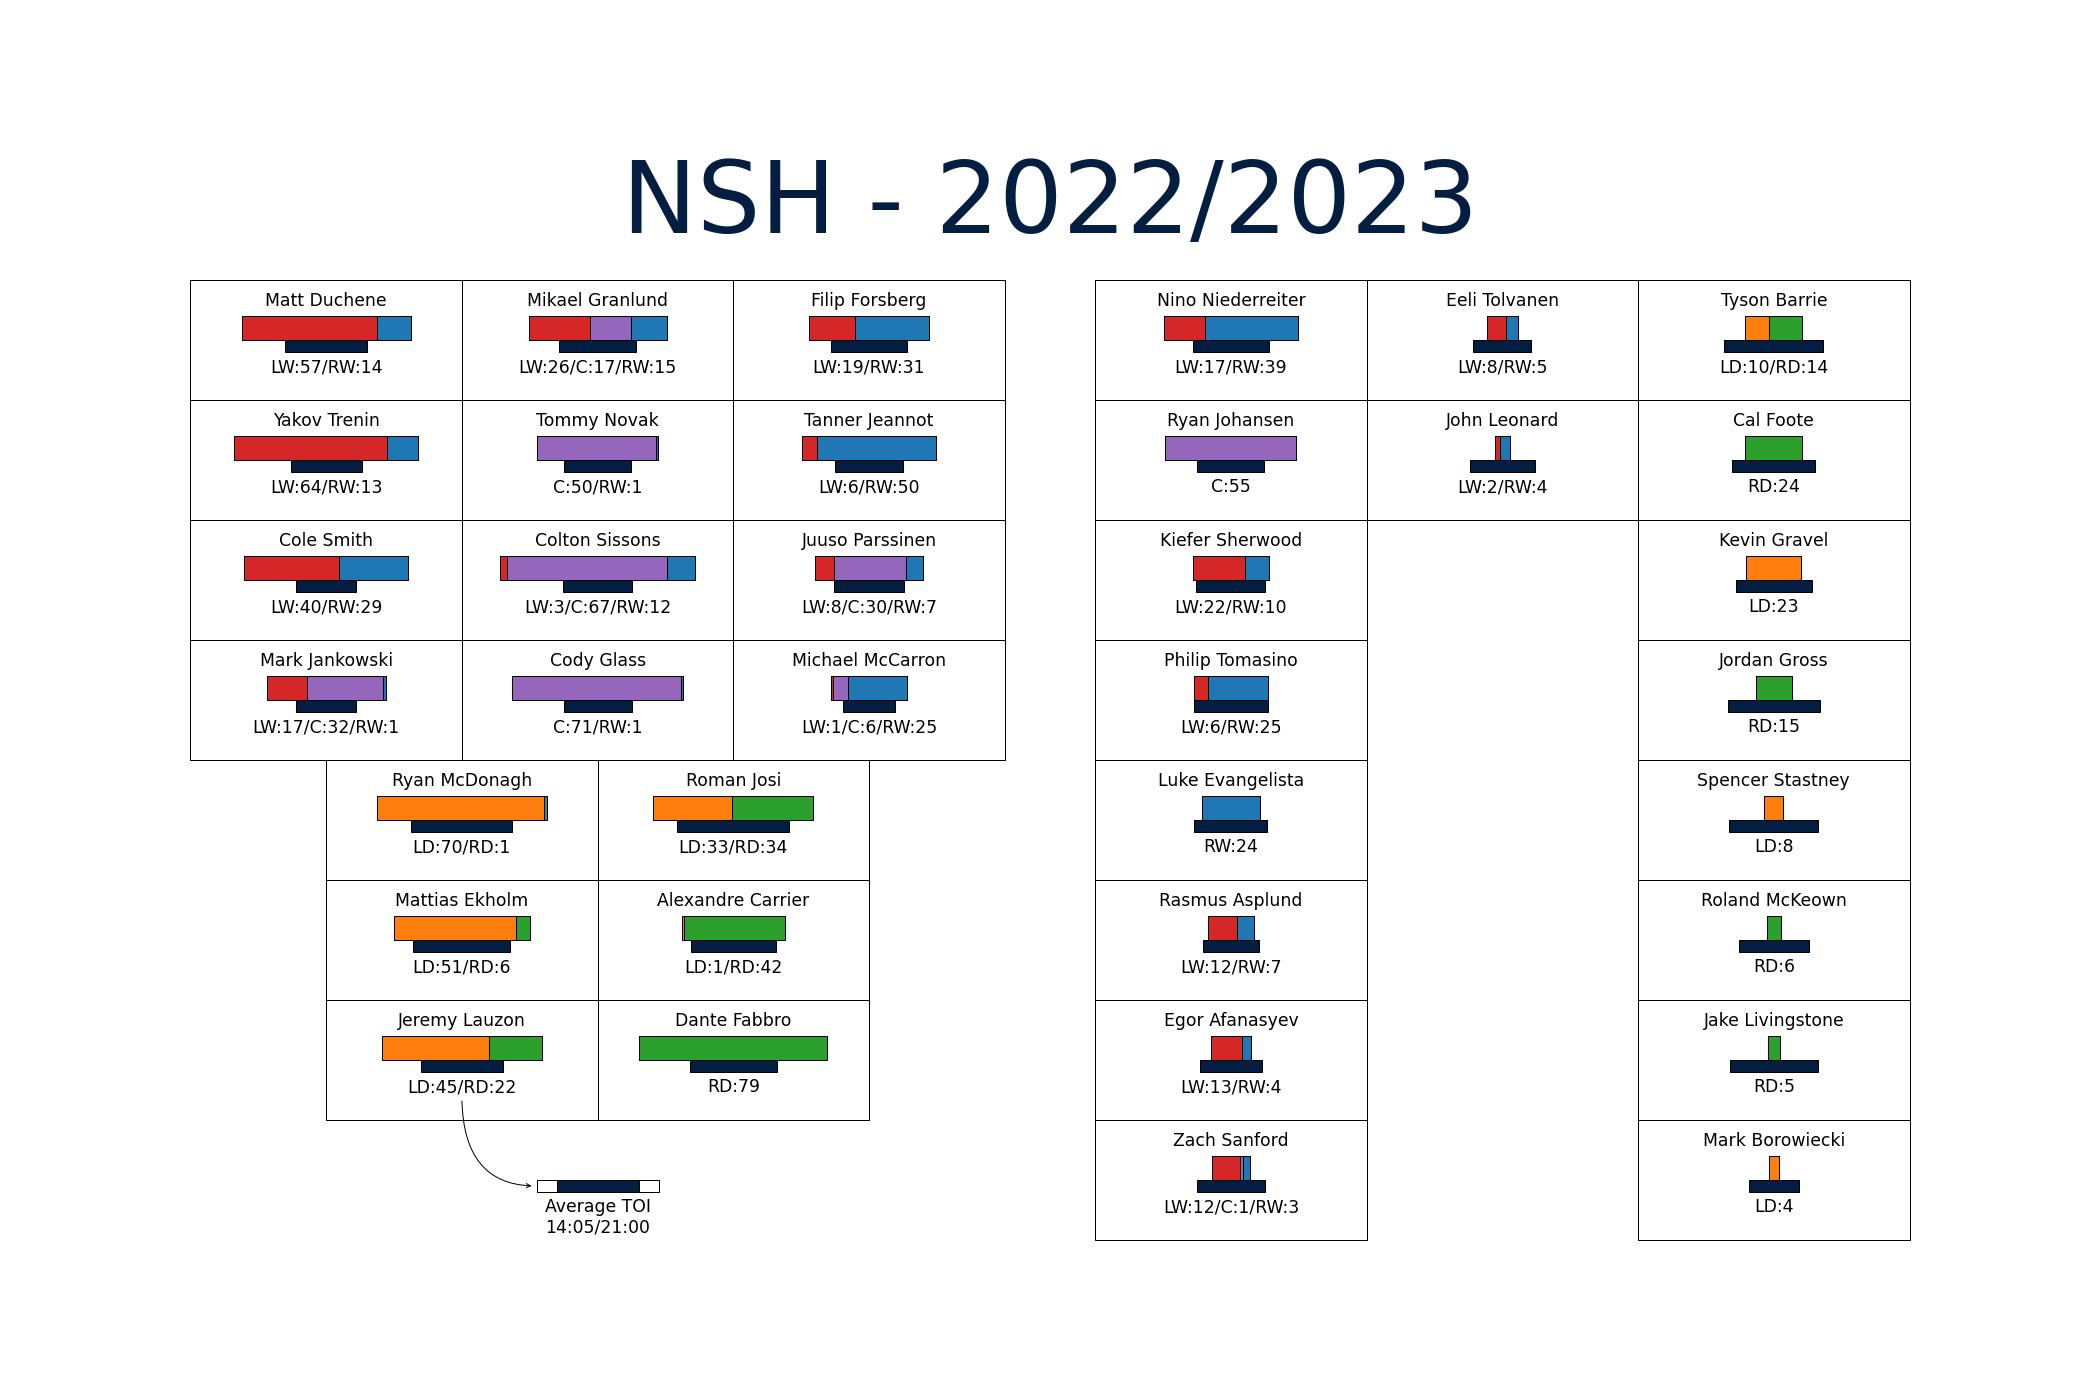 NSH - 2022/2023
Matt Duchene
LW:57/RW:14
Mikael Granlund
LW:26/C:17/RW:15
Filip Forsberg
LW:19/RW:31
Yakov Trenin
LW:64/RW:13
Tommy Novak
C:50/RW:1
Tanner Jeannot
LW:6/RW:50
Cole Smith
LW:40/RW:29
Colton Sissons
LW:3/C:67/RW:12
Juuso Parssinen
LW:8/C:30/RW:7
Mark Jankowski
LW:17/C:32/RW:1
Cody Glass
C:71/RW:1
Michael McCarron
LW:1/C:6/RW:25
Ryan McDonagh
LD:70/RD:1
Roman Josi
LD:33/RD:34
Mattias Ekholm
LD:51/RD:6
Alexandre Carrier
LD:1/RD:42
Jeremy Lauzon
LD:45/RD:22
Dante Fabbro
RD:79
Average TOI
14:05/21:00
Nino Niederreiter
LW:17/RW:39
Eeli Tolvanen
LW:8/RW:5
Tyson Barrie
LD:10/RD:14
Ryan Johansen
C:55
John Leonard
LW:2/RW:4
Cal Foote
RD:24
Kiefer Sherwood
LW:22/RW:10
Kevin Gravel
LD:23
Philip Tomasino
LW:6/RW:25
Jordan Gross
RD:15
Luke Evangelista
RW:24
Spencer Stastney
LD:8
Rasmus Asplund
LW:12/RW:7
Roland McKeown
RD:6
Egor Afanasyev
LW:13/RW:4
Jake Livingstone
RD:5
Zach Sanford
LW:12/C:1/RW:3
Mark Borowiecki
LD:4